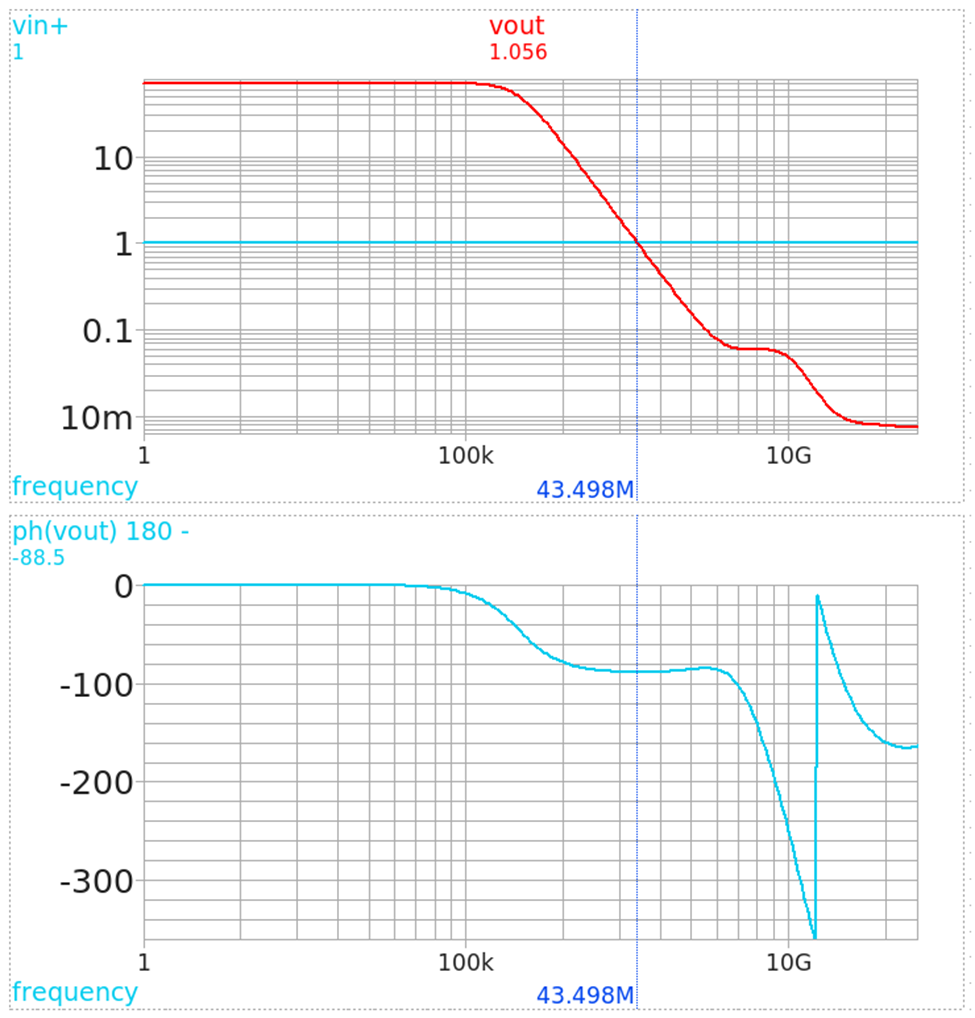 vin+ vout
1 1.056
10
1
0.1
10m
1 100k 10G
frequency 43.498M
ph(vout) 180 -
-88.5
0
-100
-200
-300
1 100k 10G
frequency 43.498M